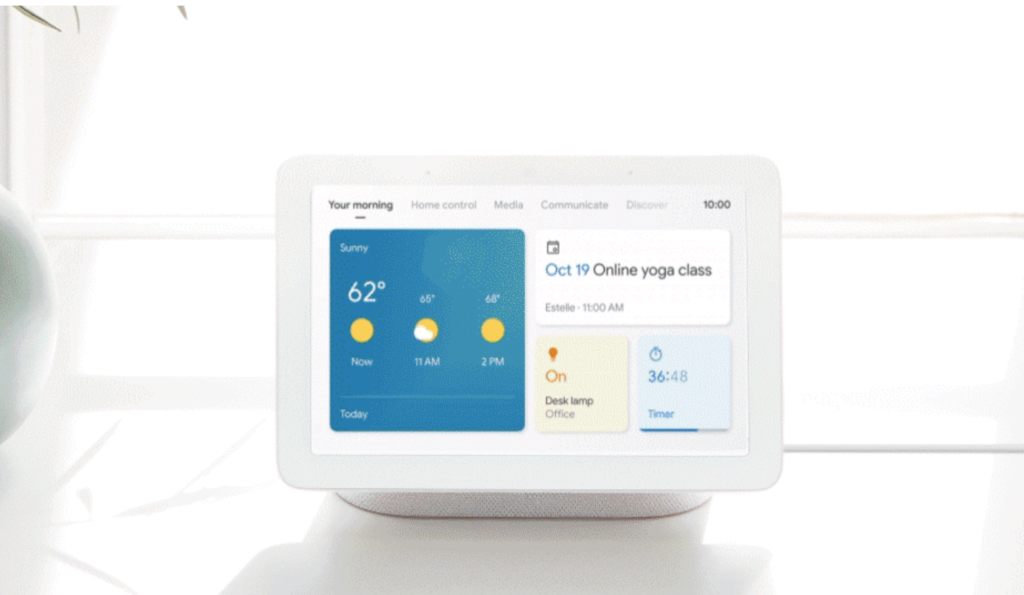 Your morning Home control Media Communicate Discover 10:00
Sunny
62° 65° 68°
Now 11 AM 2 PM
Today
Oct 19 Online yoga class
Estelle · 11:00 AM
On
Desk lamp
Office
36:48
Timer